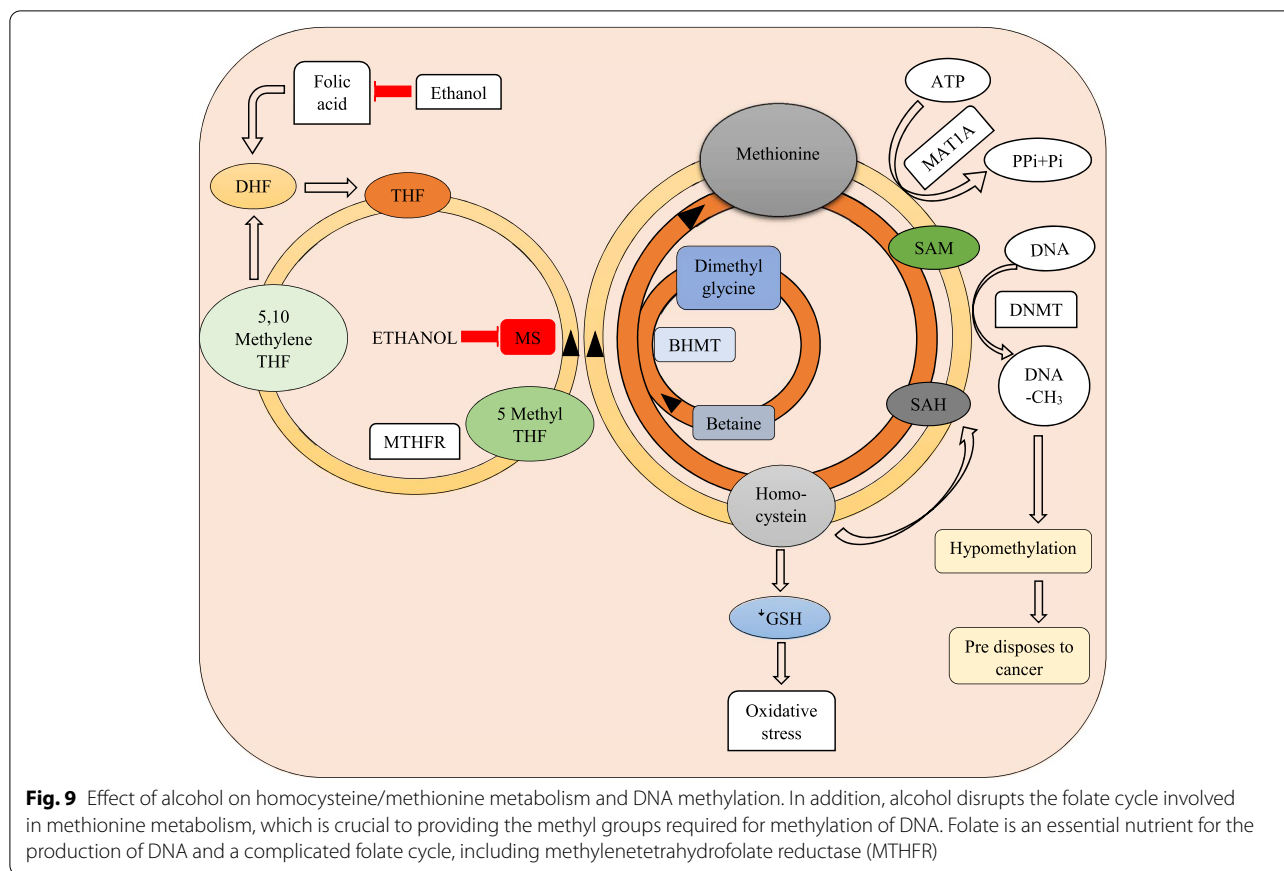 Folic
acid
Ethanol
ATP
MAT1A
PPi+Pi
Methionine
DHF
THF
SAM
DNA
Dimethyl
glycine
5,10
Methylene
THF
ETHANOL
MS
BHMT
DNMT
DNA
-CH₃
SAH
5 Methyl
THF
Betaine
MTHFR
Homo-
cystein
Hypomethylation
↓GSH
Pre disposes to
cancer
Oxidative
stress
Fig. 9 Effect of alcohol on homocysteine/methionine metabolism and DNA methylation. In addition, alcohol disrupts the folate cycle involved
in methionine metabolism, which is crucial to providing the methyl groups required for methylation of DNA. Folate is an essential nutrient for the
production of DNA and a complicated folate cycle, including methylenetetrahydrofolate reductase (MTHFR)